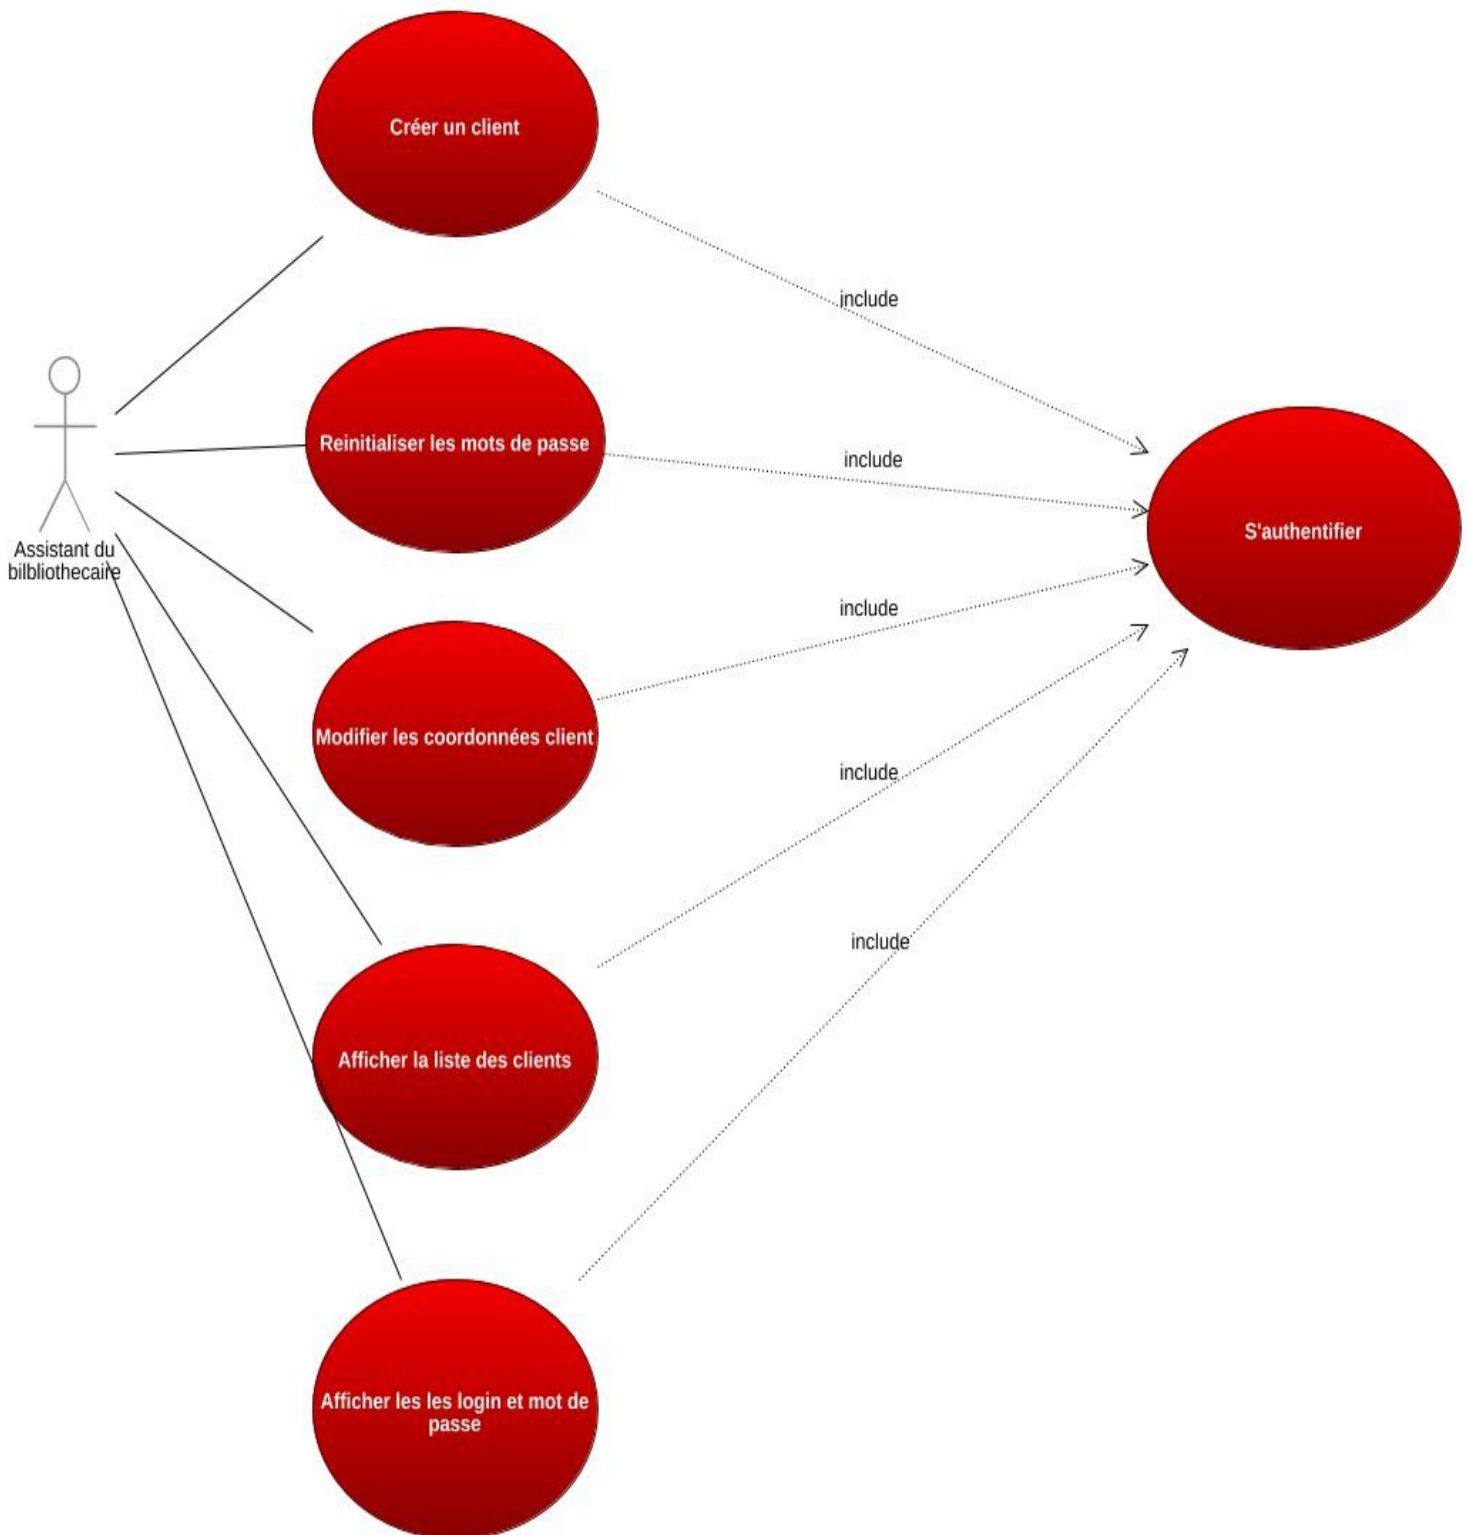 Créer un client
include
Reinitialiser les mots de passe
include
S'authentifier
Assistant du
bilbliothecaire
include
Modifier les coordonnées client
include
include
Afficher la liste des clients
Afficher les les login et mot de
passe